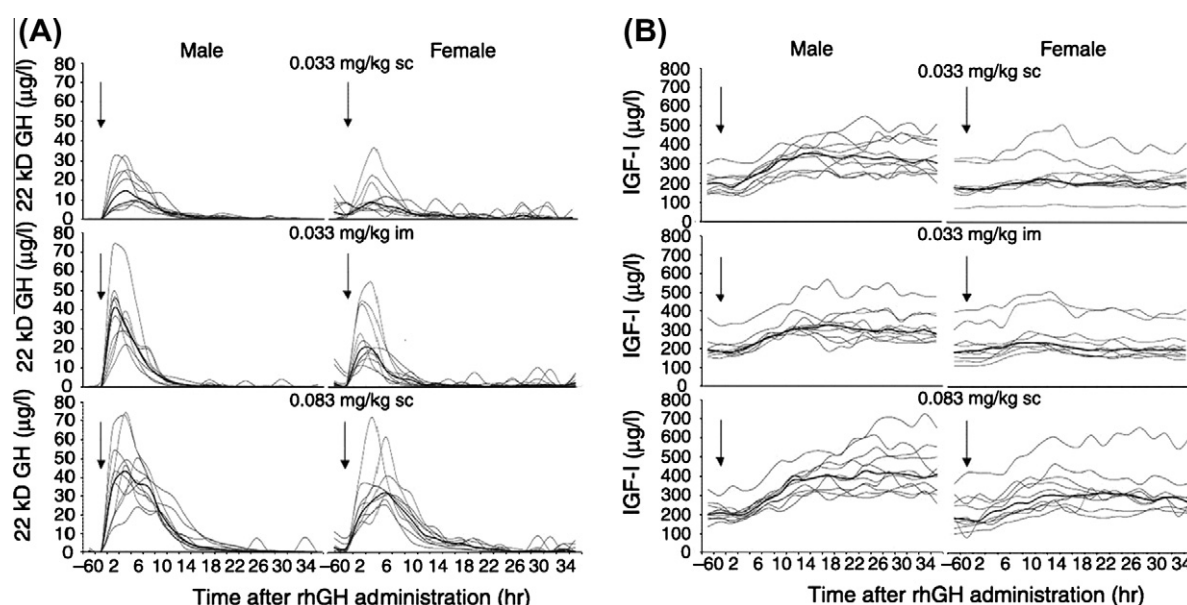 (A)
Male Female
0.033 mg/kg sc
22 kD GH (µg/l)
80
70
60
50
40
30
20
10
0
0.033 mg/kg im
22 kD GH (µg/l)
80
70
60
50
40
30
20
10
0
0.083 mg/kg sc
22 kD GH (µg/l)
80
70
60
50
40
30
20
10
0
–60 2 6 10 14 18 22 26 30 34 –60 2 6 10 14 18 22 26 30 34
Time after rhGH administration (hr)
(B)
Male Female
0.033 mg/kg sc
IGF-I (µg/l)
800
700
600
500
400
300
200
100
0
0.033 mg/kg im
IGF-I (µg/l)
800
700
600
500
400
300
200
100
0
0.083 mg/kg sc
IGF-I (µg/l)
800
700
600
500
400
300
200
100
0
–60 2 6 10 14 18 22 26 30 34 –60 2 6 10 14 18 22 26 30 34
Time after rhGH administration (hr)